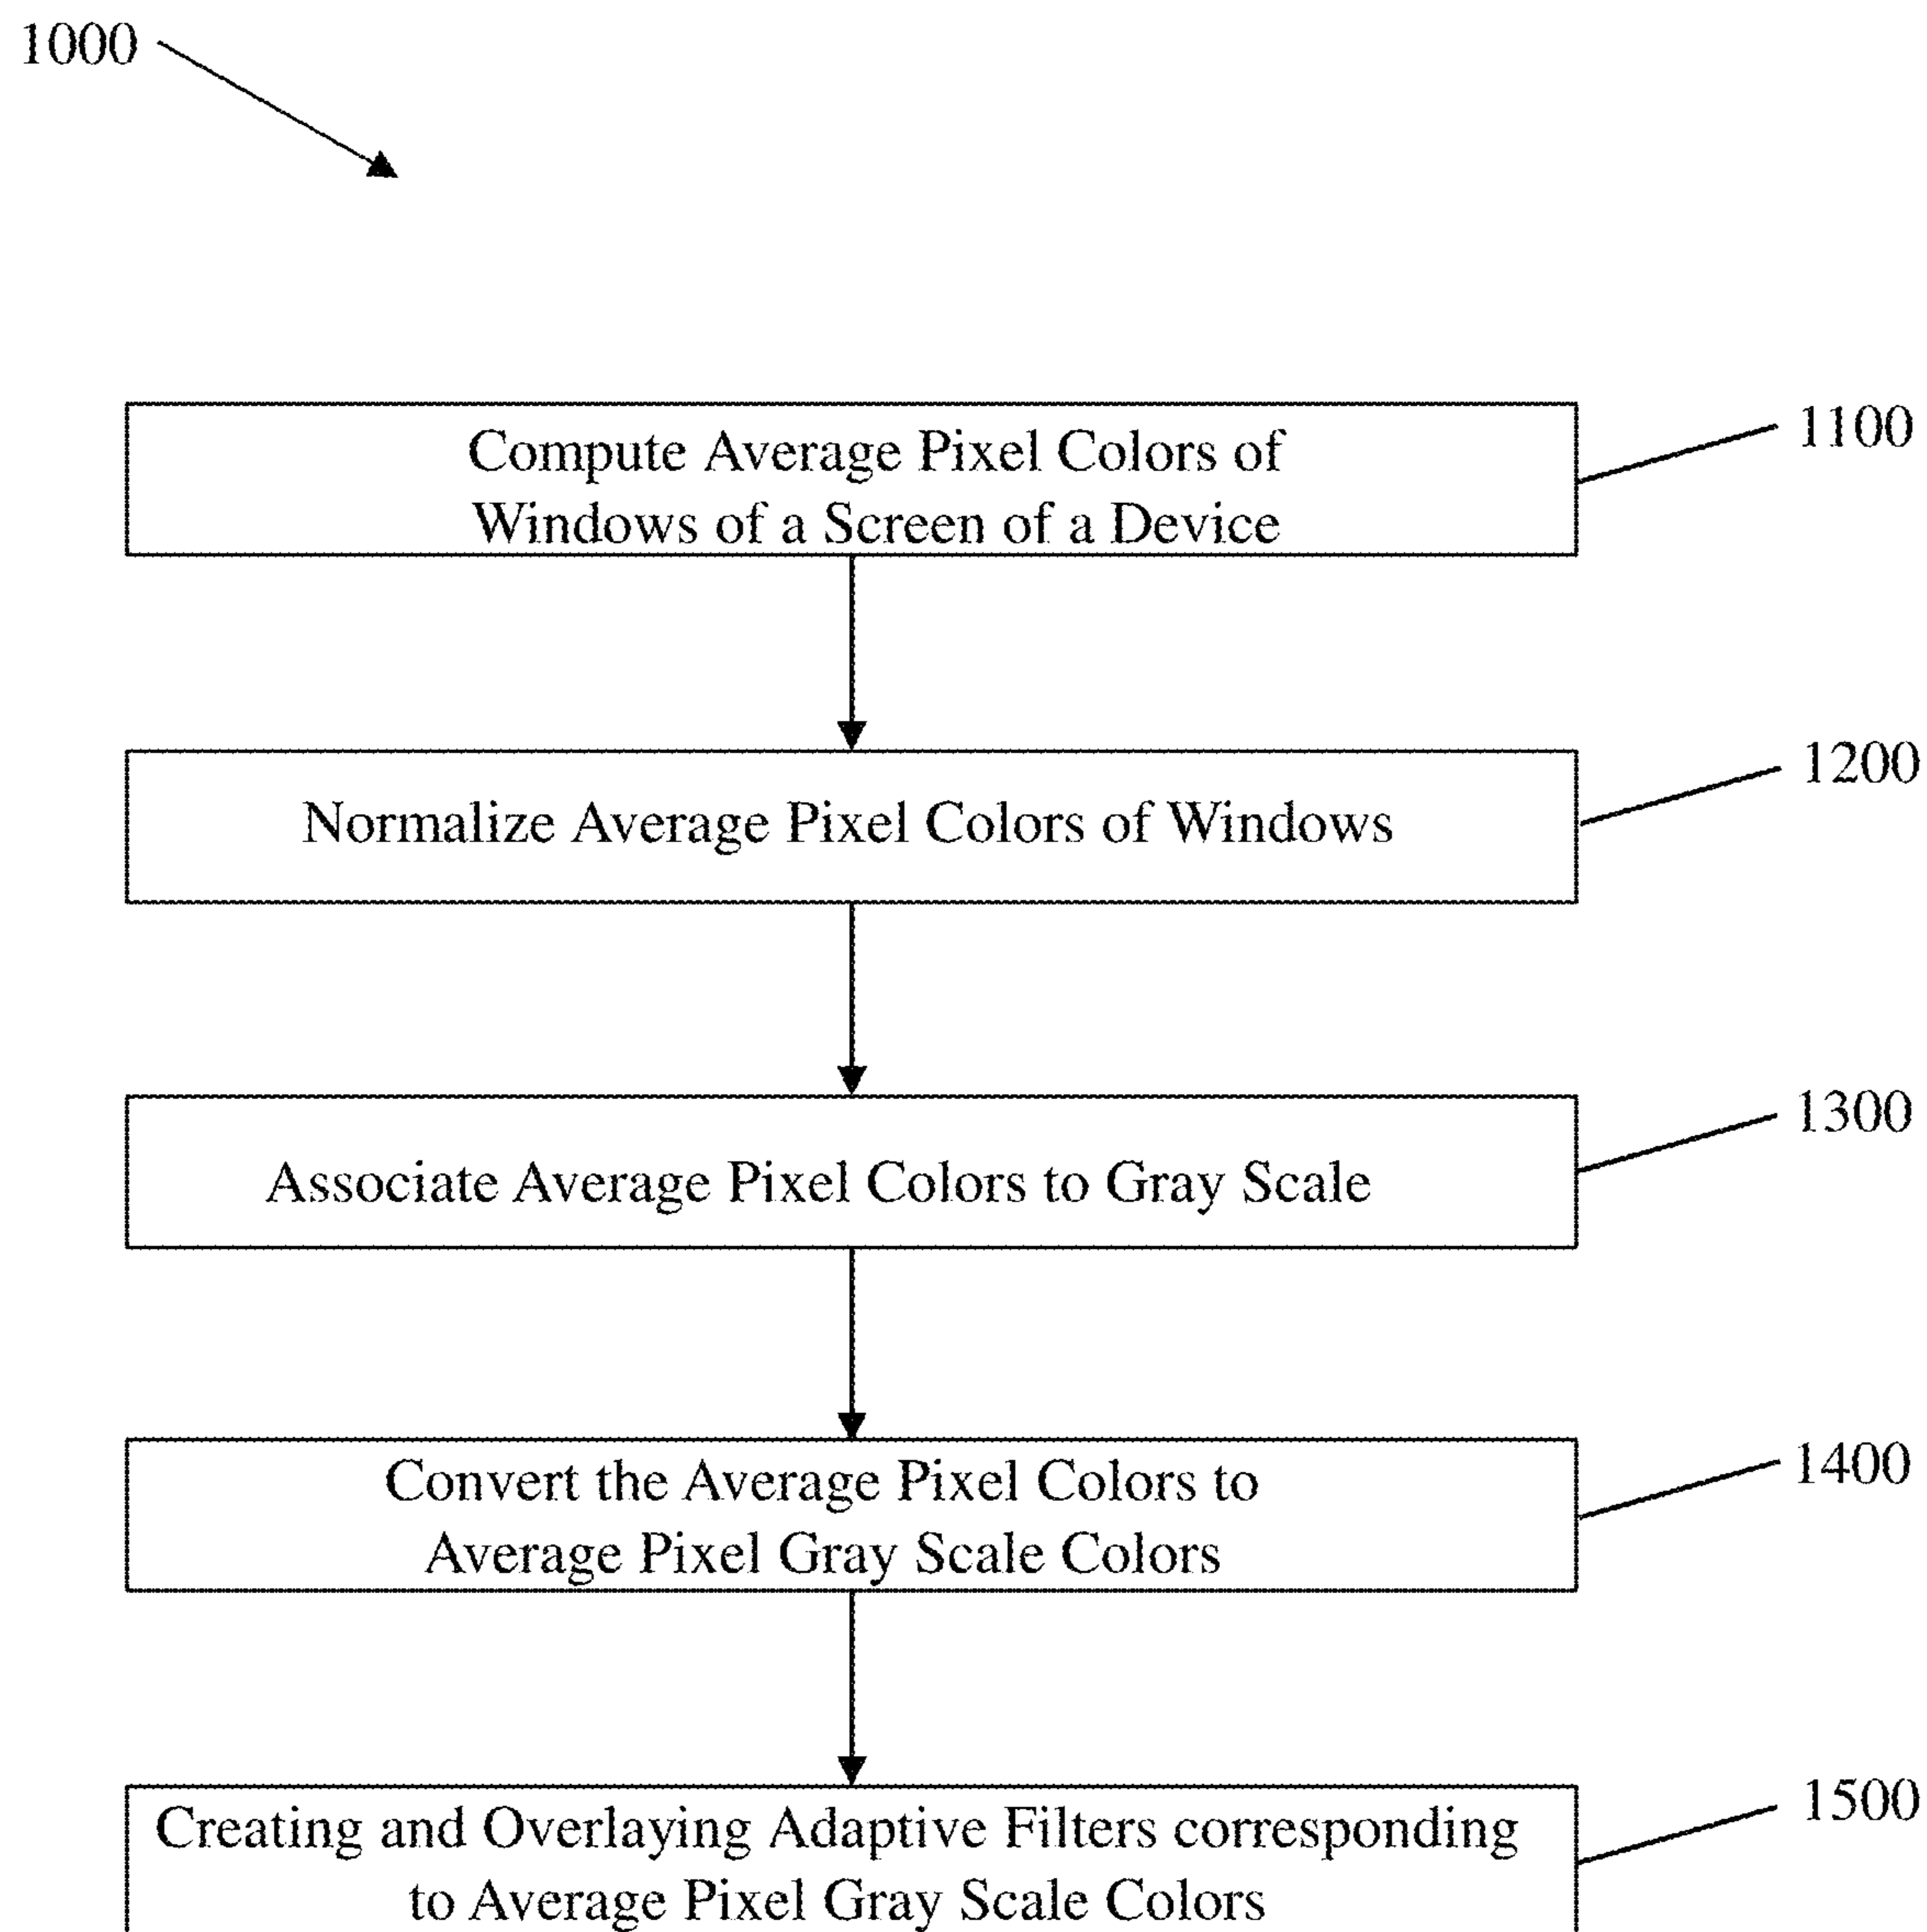 1000
Compute Average Pixel Colors of
Windows of a Screen of a Device
1100
Normalize Average Pixel Colors of Windows
1200
Associate Average Pixel Colors to Gray Scale
1300
Convert the Average Pixel Colors to
Average Pixel Gray Scale Colors
1400
Creating and Overlaying Adaptive Filters corresponding
to Average Pixel Gray Scale Colors
1500